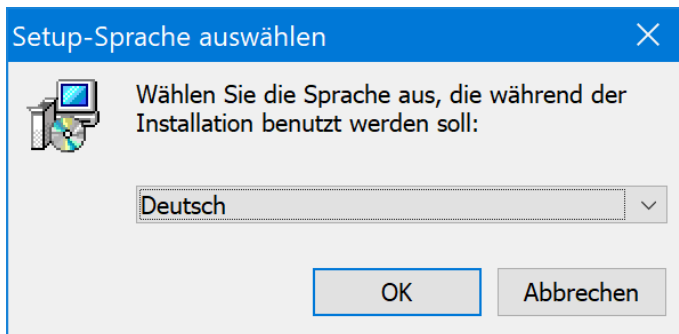 Setup-Sprache auswählen
Wählen Sie die Sprache aus, die während der
Installation benutzt werden soll:
Deutsch
OK
Abbrechen